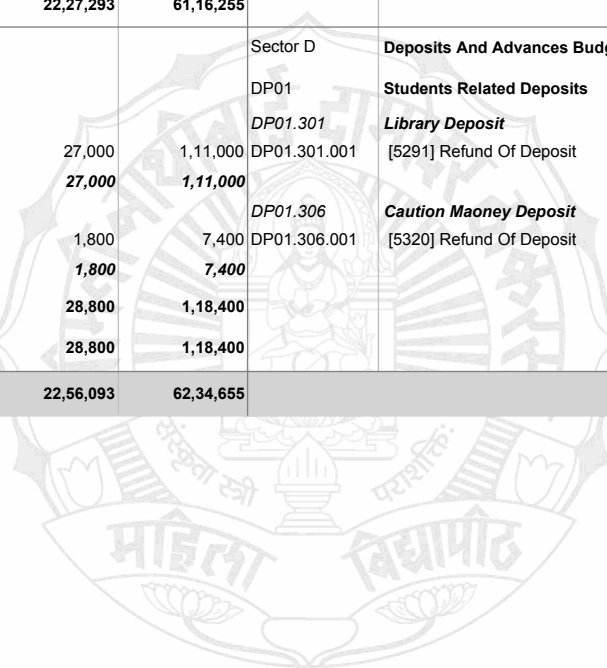 22,27,293 61,16,255
Sector D Deposits And Advances
DP01 Students Related Deposits
DP01.301 Library Deposit
27,000 1,11,000 DP01.301.001 [5291] Refund Of Deposit
27,000 1,11,000
DP01.306 Caution Maoney Deposit
1,800 7,400 DP01.306.001 [5320] Refund Of Deposit
1,800 7,400
28,800 1,18,400
28,800 1,18,400
22,56,093 62,34,655
संस्कृता स्त्री पराशक्तिः
महिला विद्यापीठ